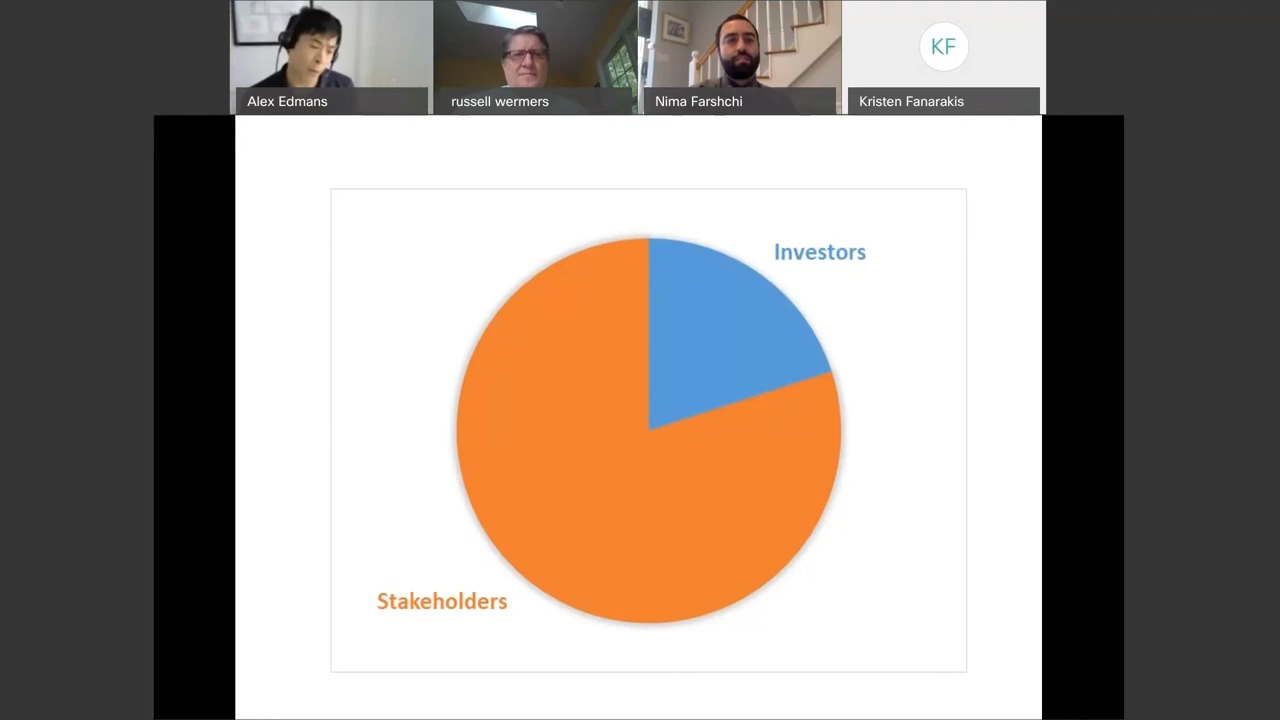 KF
Alex Edmans
russell wermers
Nima Farshchi
Kristen Fanarakis
Investors
Stakeholders